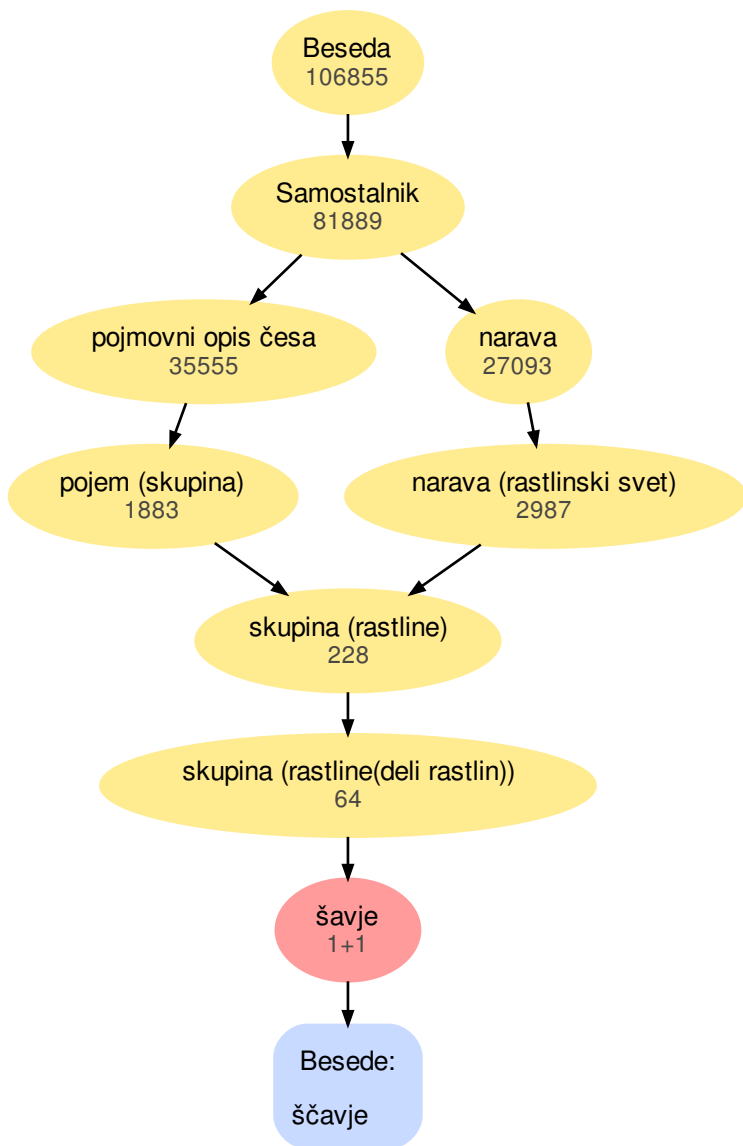 Beseda
106855
Samostalnik
81889
pojmovni opis česa
35555
narava
27093
pojem (skupina)
1883
narava (rastlinski svet)
2987
skupina (rastline)
228
skupina (rastline(deli rastlin))
64
šavje
1+1
Besede:
ščavje